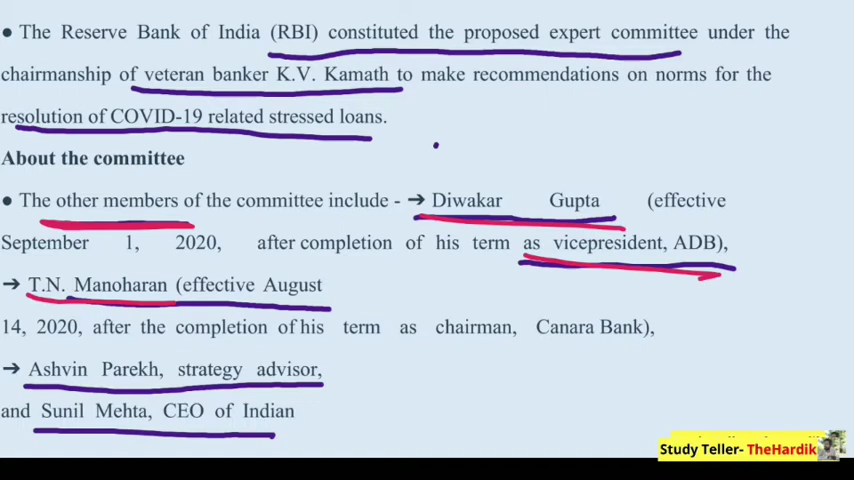 ● The Reserve Bank of India (RBI) constituted the proposed expert committee under the
chairmanship of veteran banker K.V. Kamath to make recommendations on norms for the
resolution of COVID-19 related stressed loans.
About the committee
● The other members of the committee include - ➔ Diwakar Gupta (effective
September 1, 2020, after completion of his term as vicepresident, ADB),
➔ T.N. Manoharan (effective August
14, 2020, after the completion of his term as chairman, Canara Bank),
➔ Ashvin Parekh, strategy advisor,
and Sunil Mehta, CEO of Indian
Study Teller- TheHardik